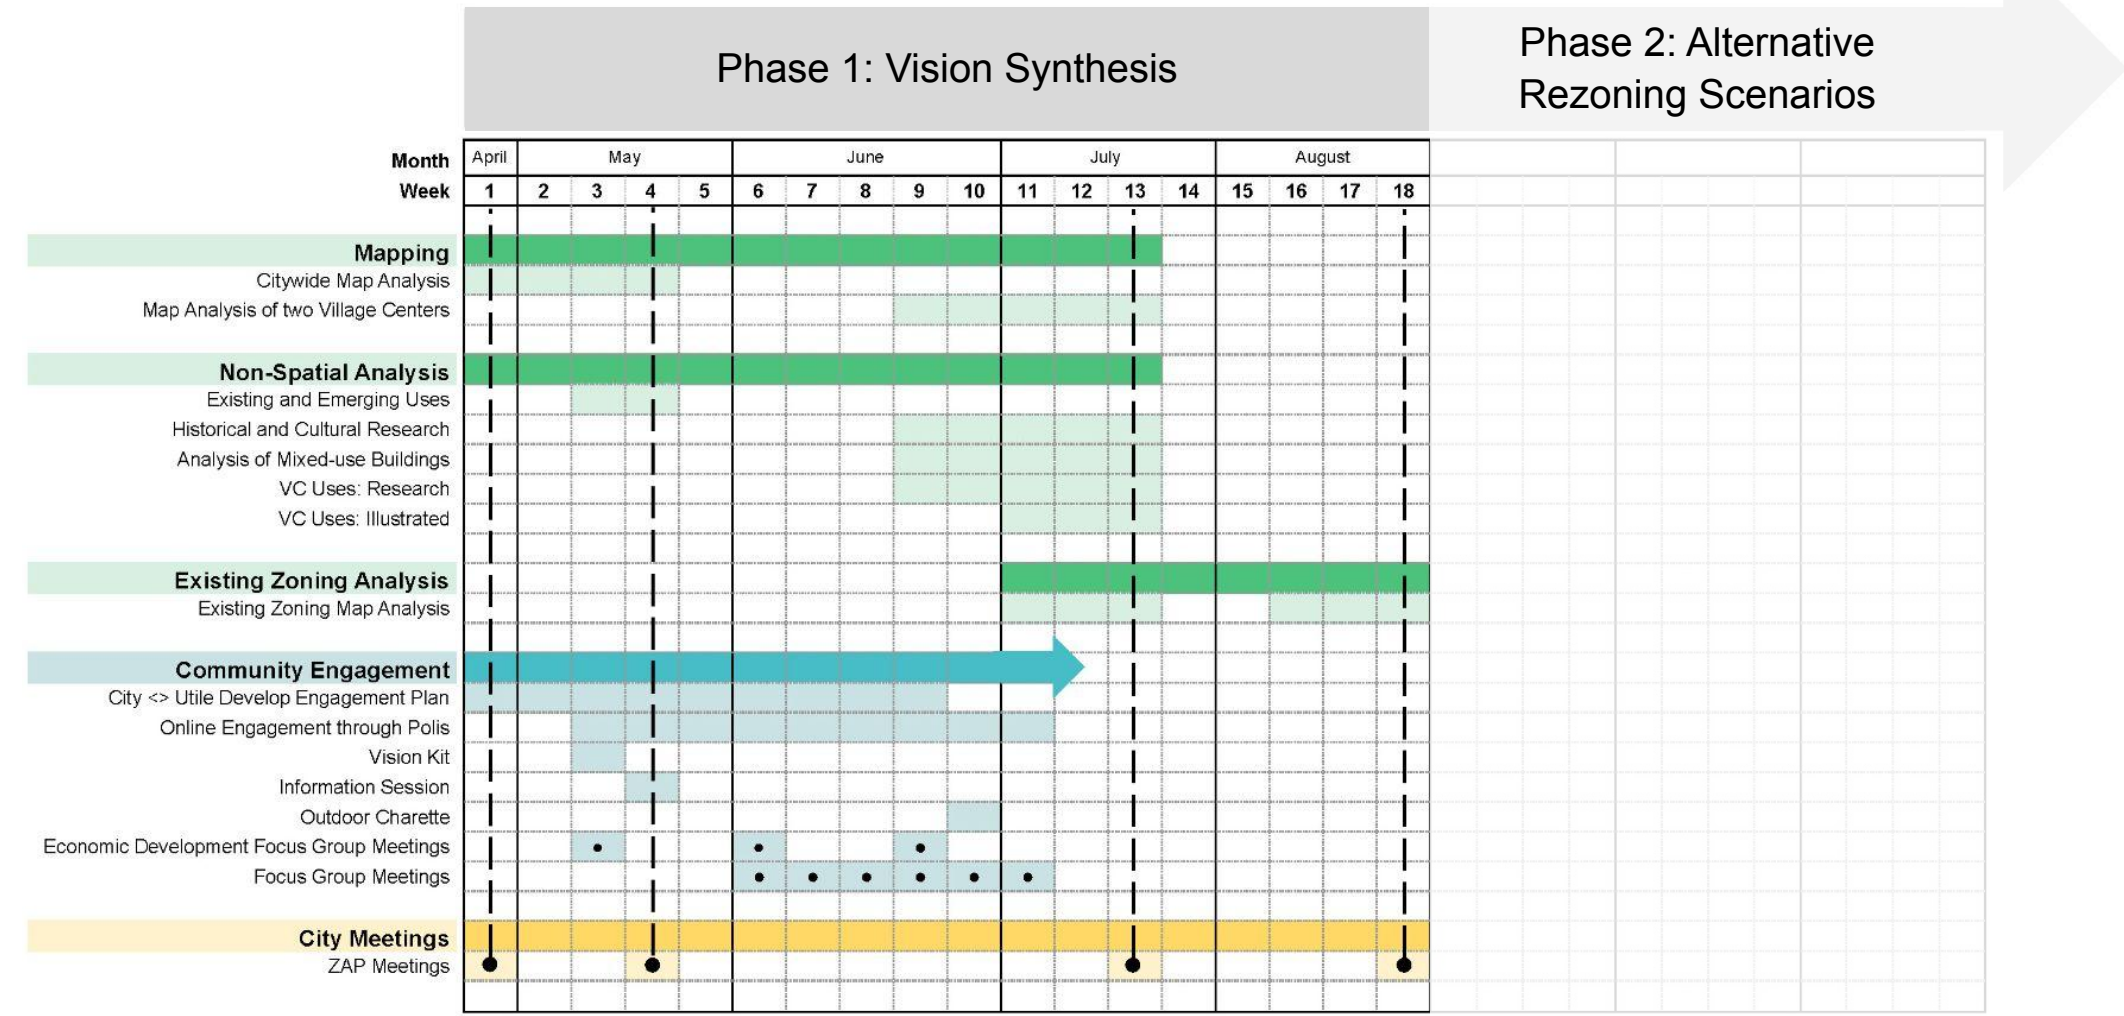 Phase 1: Vision Synthesis
Phase 2: Alternative
Rezoning Scenarios
Month April May June July August
Week 1 2 3 4 5 6 7 8 9 10 11 12 13 14 15 16 17 18
Mapping
Citywide Map Analysis
Map Analysis of two Village Centers
Non-Spatial Analysis
Existing and Emerging Uses
Historical and Cultural Research
Analysis of Mixed-use Buildings
VC Uses: Research
VC Uses: Illustrated
Existing Zoning Analysis
Existing Zoning Map Analysis
Community Engagement
City <> Utile Develop Engagement Plan
Online Engagement through Polis
Vision Kit
Information Session
Outdoor Charette
Economic Development Focus Group Meetings
Focus Group Meetings
City Meetings
ZAP Meetings